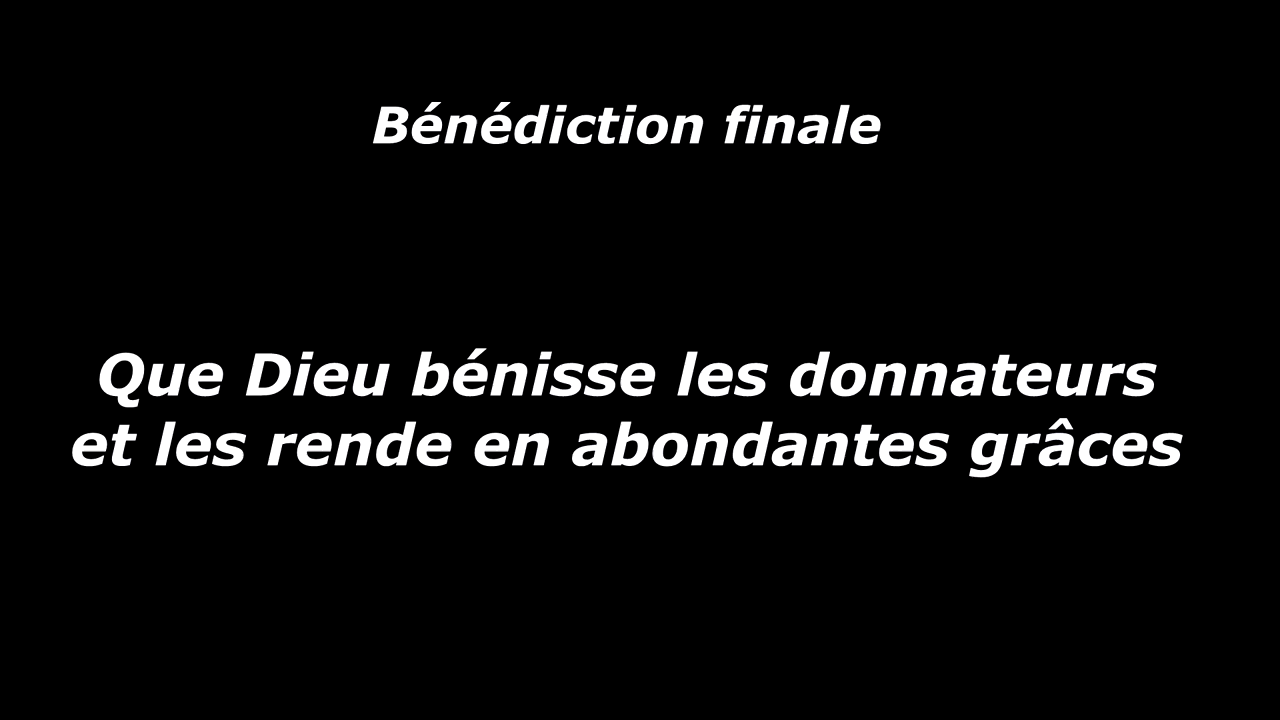 Bénédiction finale
Que Dieu bénisse les donnateurs
et les rende en abondantes grâces